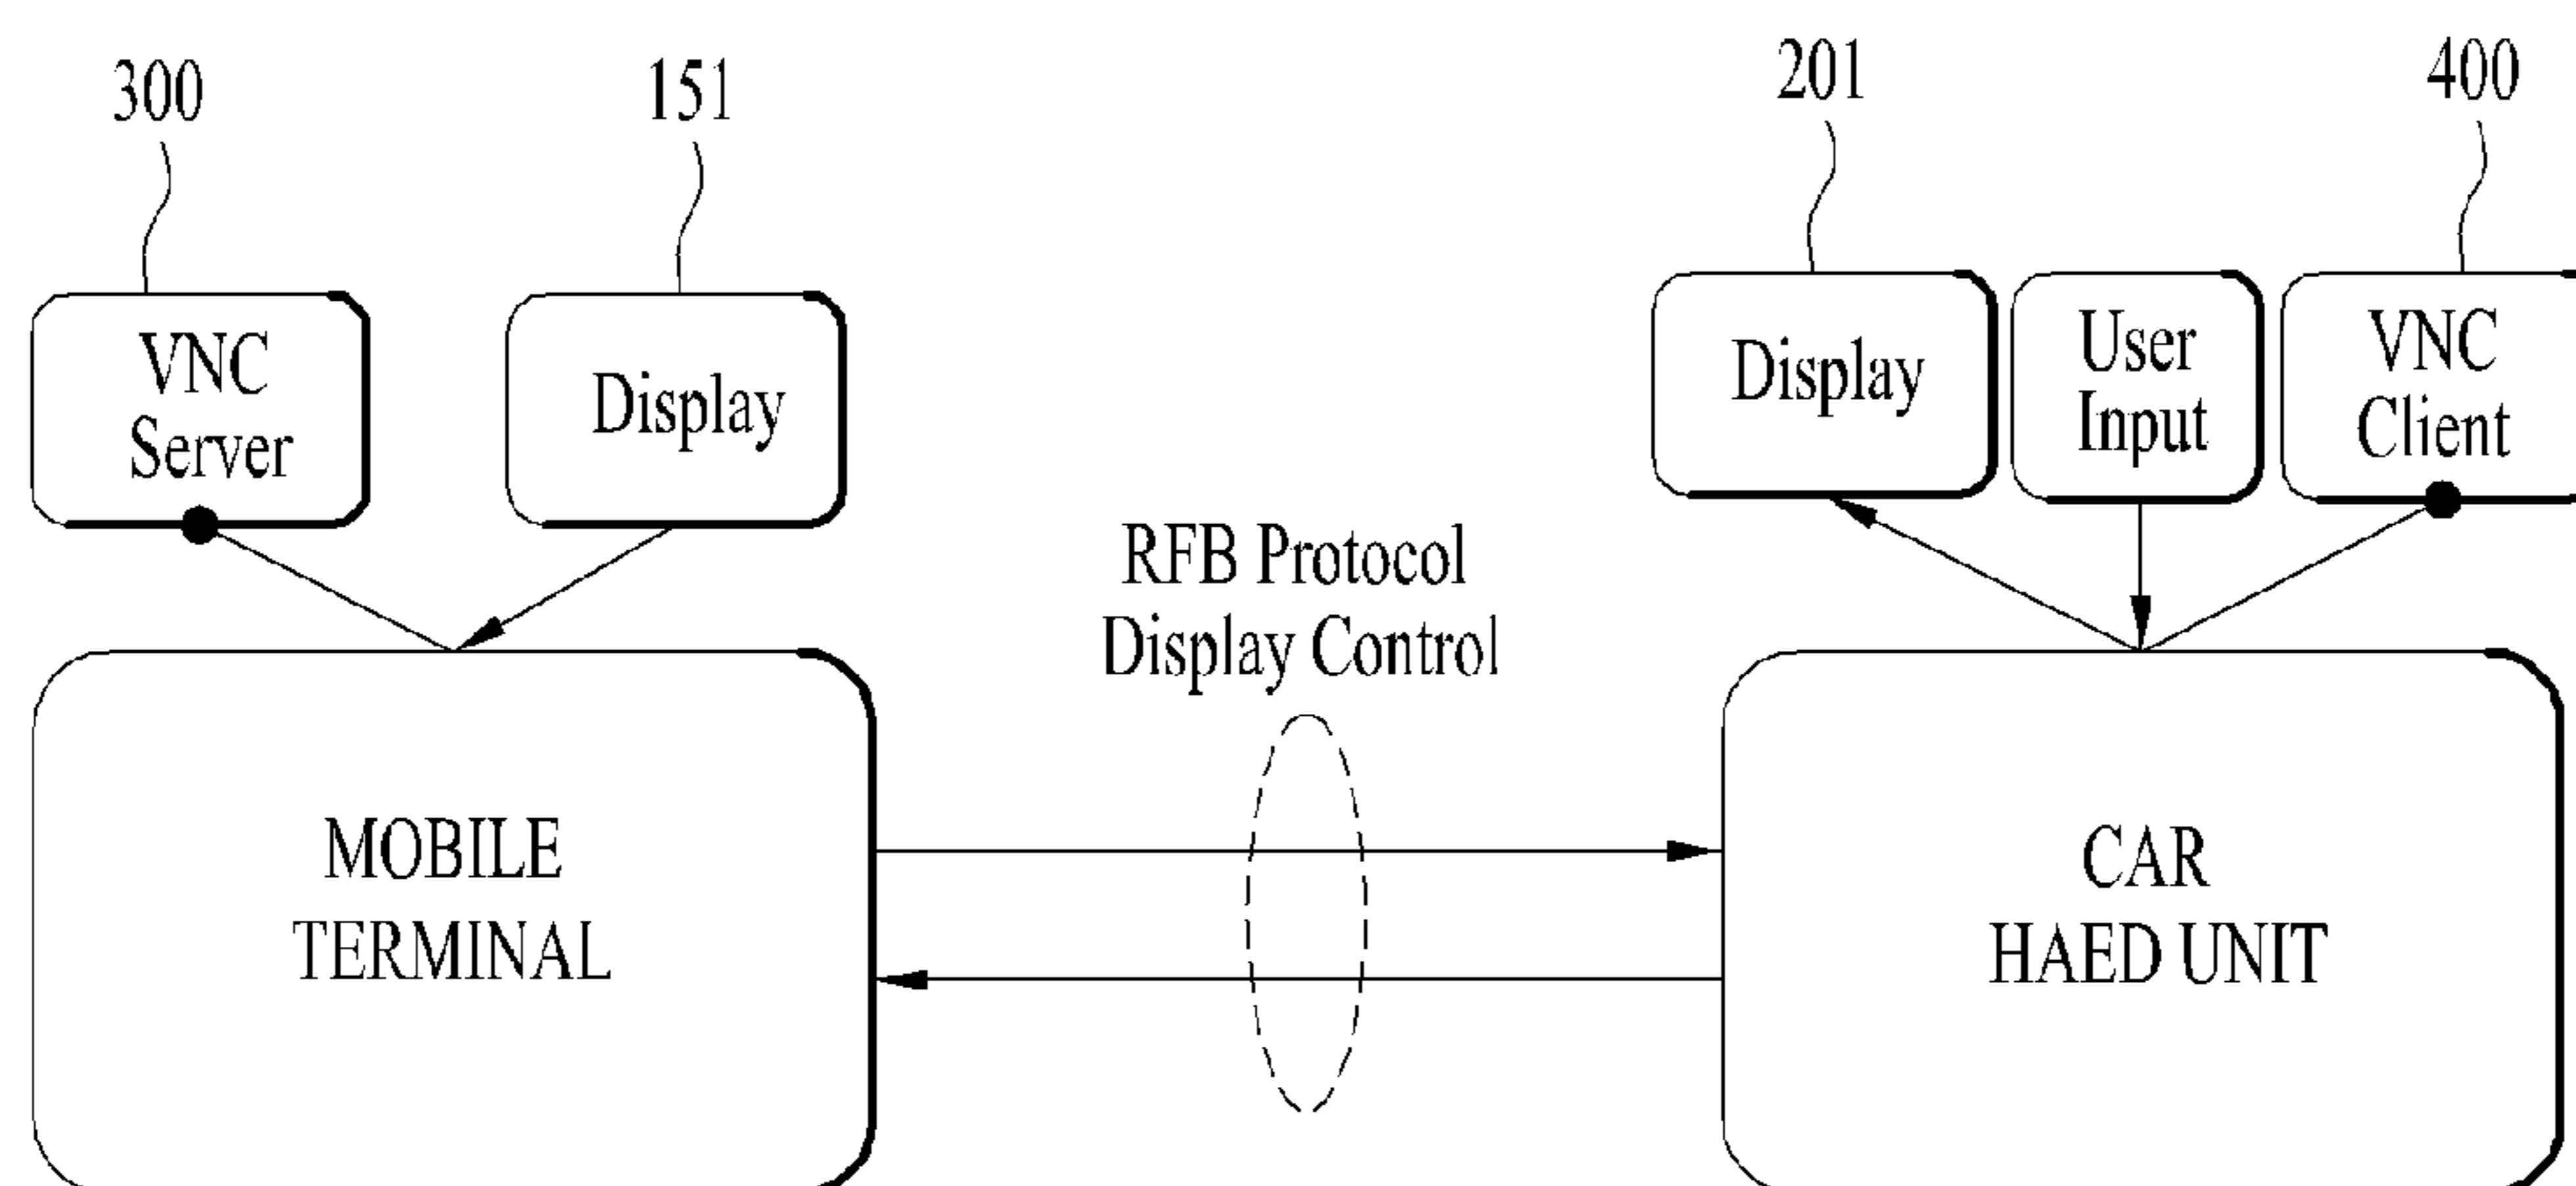 300
151
201
400
VNC
Server
Display
Display
User
Input
VNC
Client
RFB Protocol
Display Control
MOBILE
TERMINAL
CAR
HAED UNIT